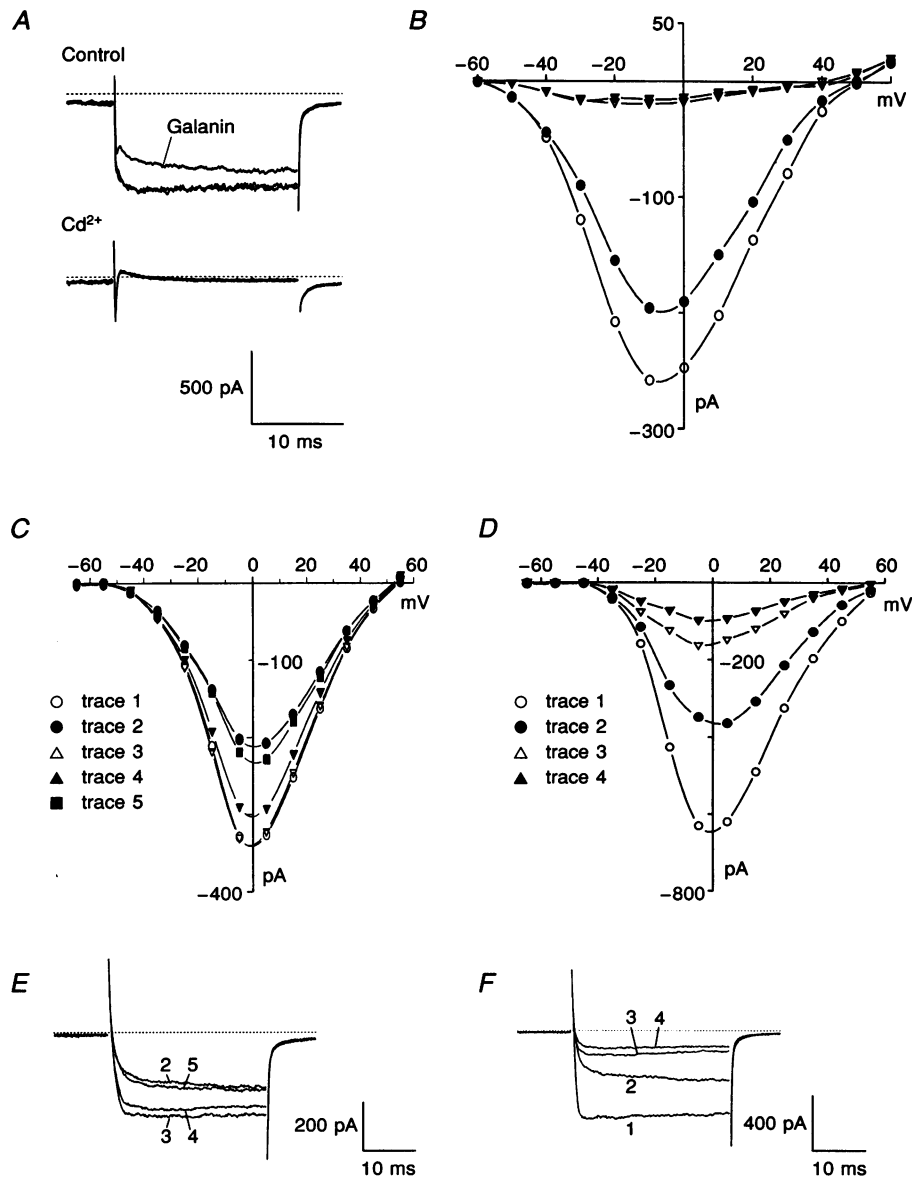 A
Control
Galanin
Cd2+
500 pA
10 ms
B
50
−60 −40 −20 20 40
mV
−100
pA
−300
C
−60 −40 −20 0 20 40 60
mV
−100
trace 1
trace 2
trace 3
trace 4
trace 5
pA
−400
D
−60 −40 −20 0 20 40 60
mV
−200
trace 1
trace 2
trace 3
trace 4
pA
−800
E
2 5
3 4
200 pA
10 ms
F
3 4
2
1
400 pA
10 ms